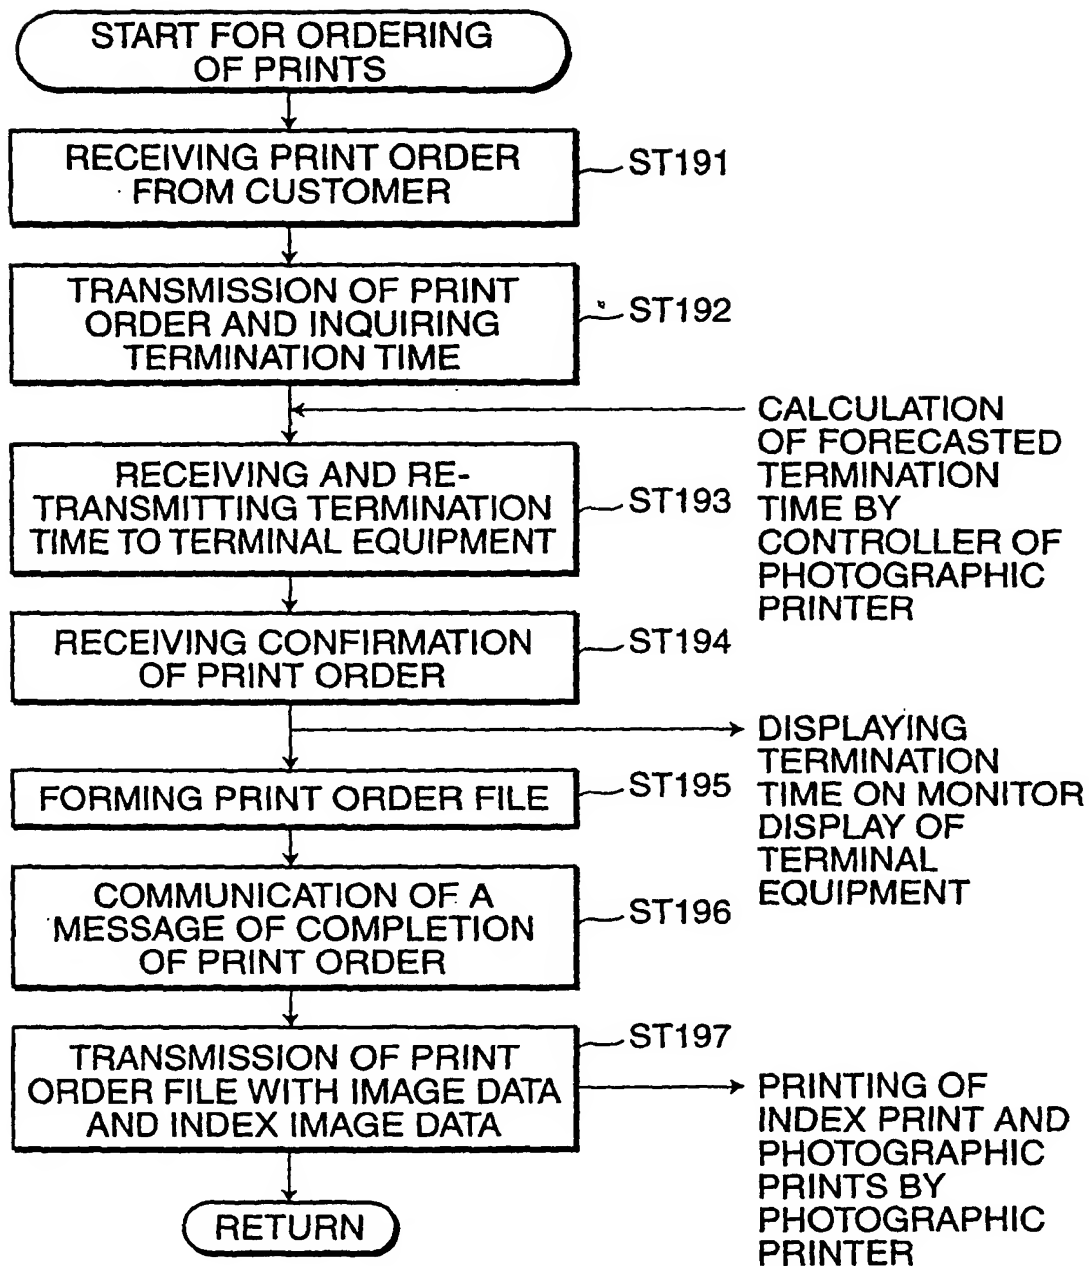 START FOR ORDERING
OF PRINTS
RECEIVING PRINT ORDER
FROM CUSTOMER
ST191
TRANSMISSION OF PRINT
ORDER AND INQUIRING
TERMINATION TIME
ST192
CALCULATION
OF FORECASTED
TERMINATION
TIME BY
CONTROLLER OF
PHOTOGRAPHIC
PRINTER
RECEIVING AND RE-
TRANSMITTING TERMINATION
TIME TO TERMINAL EQUIPMENT
ST193
RECEIVING CONFIRMATION
OF PRINT ORDER
ST194
DISPLAYING
TERMINATION
TIME ON MONITOR
DISPLAY OF
TERMINAL
EQUIPMENT
FORMING PRINT ORDER FILE
ST195
COMMUNICATION OF A
MESSAGE OF COMPLETION
OF PRINT ORDER
ST196
TRANSMISSION OF PRINT
ORDER FILE WITH IMAGE DATA
AND INDEX IMAGE DATA
ST197
PRINTING OF
INDEX PRINT AND
PHOTOGRAPHIC
PRINTS BY
PHOTOGRAPHIC
PRINTER
RETURN